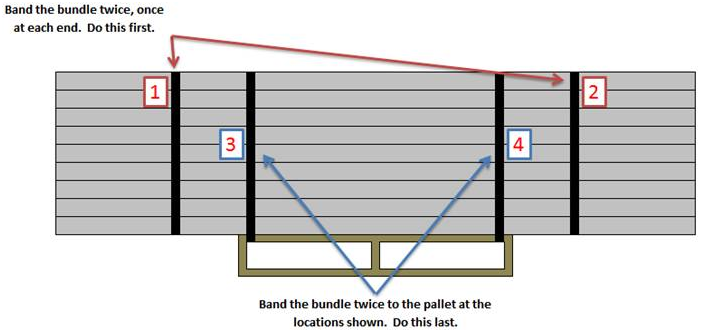 Band the bundle twice, once
at each end.  Do this first.
1
2
3
4
Band the bundle twice to the pallet at the
locations shown.  Do this last.